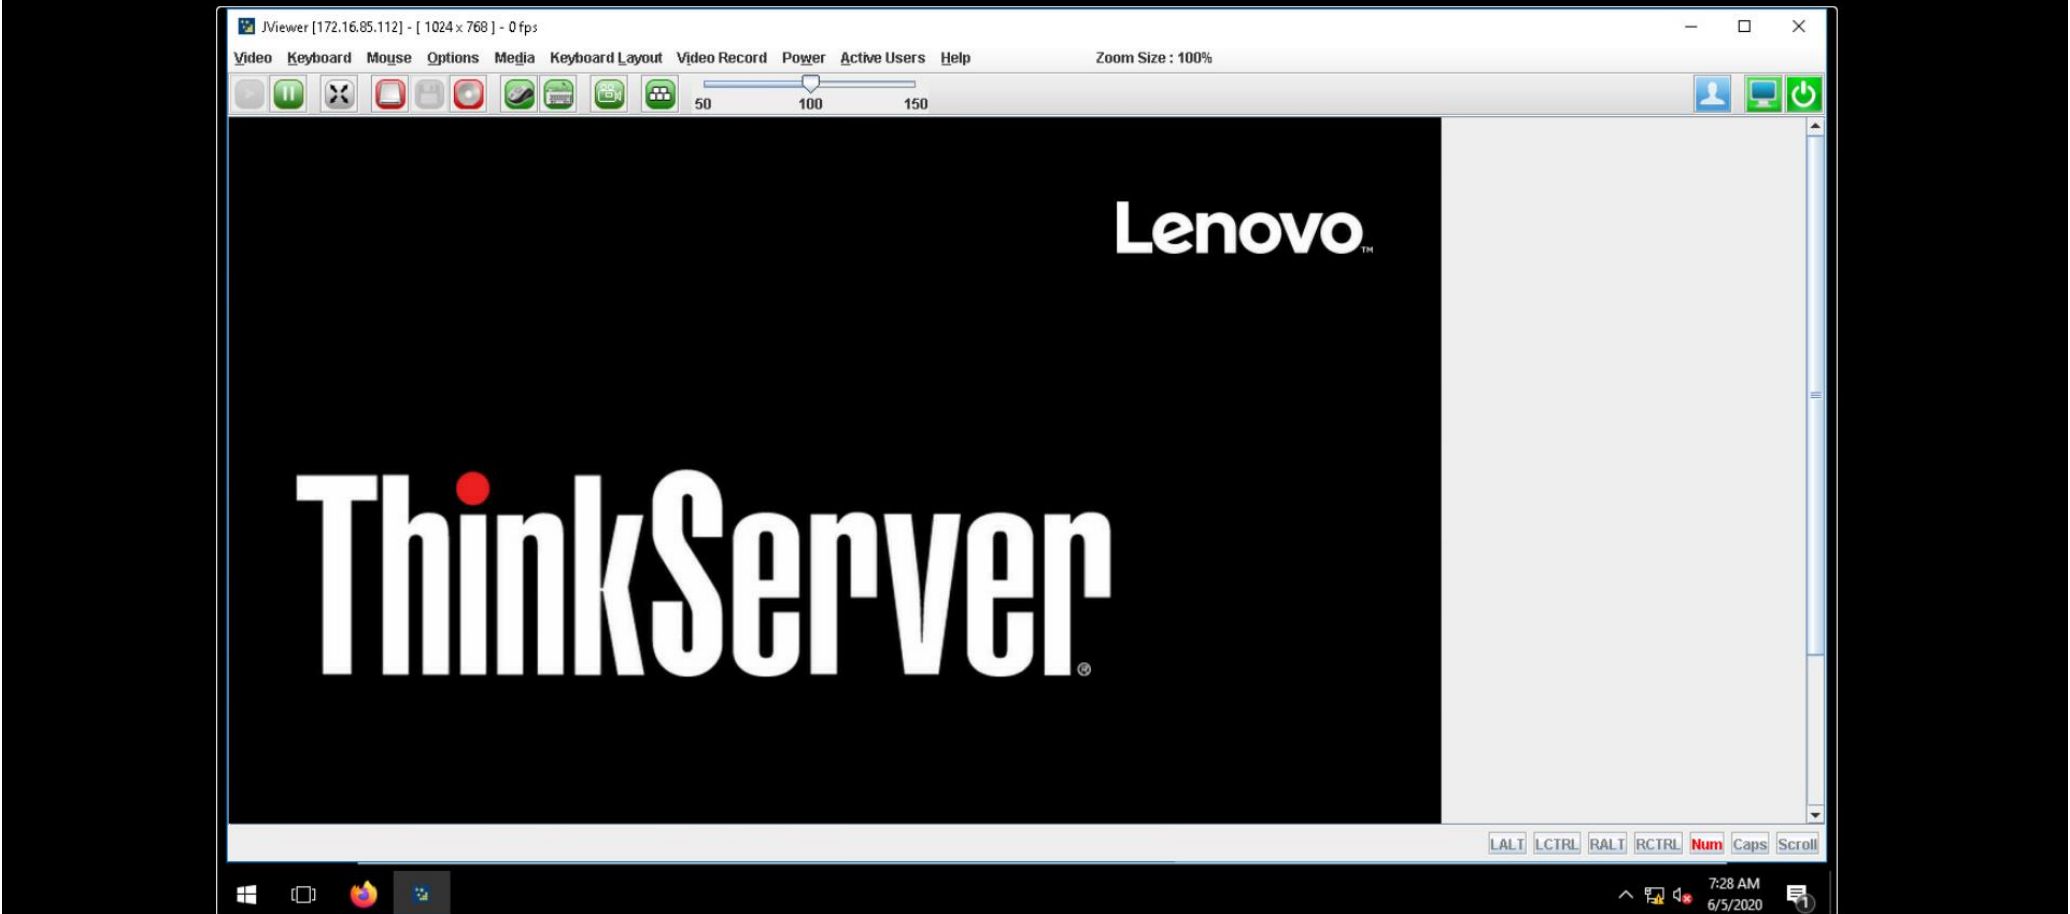 JViewer [172.16.85.112] - [ 1024 x 768 ] - 0 fps
Video Keyboard Mouse Options Media Keyboard Layout Video Record Power Active Users Help Zoom Size : 100%
50 100 150
Lenovo™
ThinkServer®
LALT LCTRL RALT RCTRL Num Caps Scroll
7:28 AM
6/5/2020
1